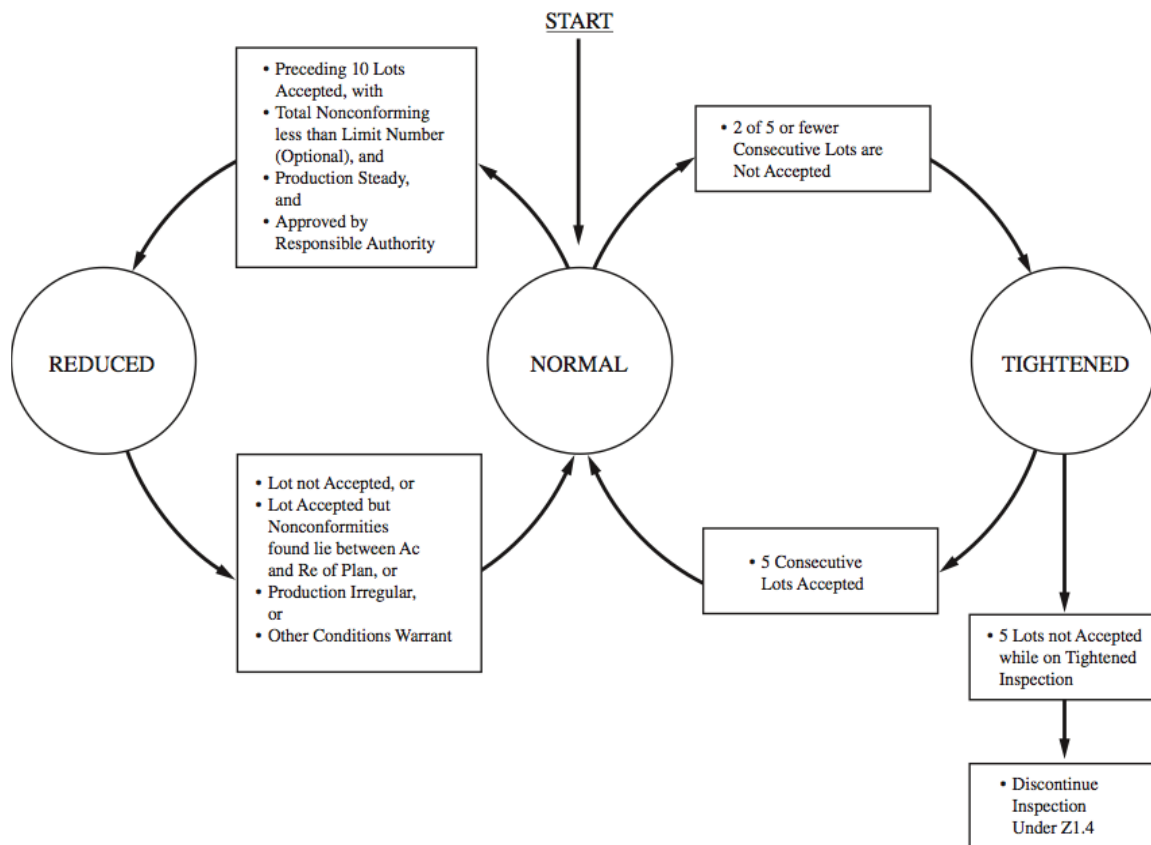 START
• Preceding 10 Lots
Accepted, with
• Total Nonconforming
less than Limit Number
(Optional), and
• Production Steady,
and
• Approved by
Responsible Authority
• 2 of 5 or fewer
Consecutive Lots are
Not Accepted
REDUCED
NORMAL
TIGHTENED
• Lot not Accepted, or
• Lot Accepted but
Nonconformities
found lie between Ac
and Re of Plan, or
• Production Irregular,
or
• Other Conditions Warrant
• 5 Consecutive
Lots Accepted
• 5 Lots not Accepted
while on Tightened
Inspection
• Discontinue
Inspection
Under Z1.4